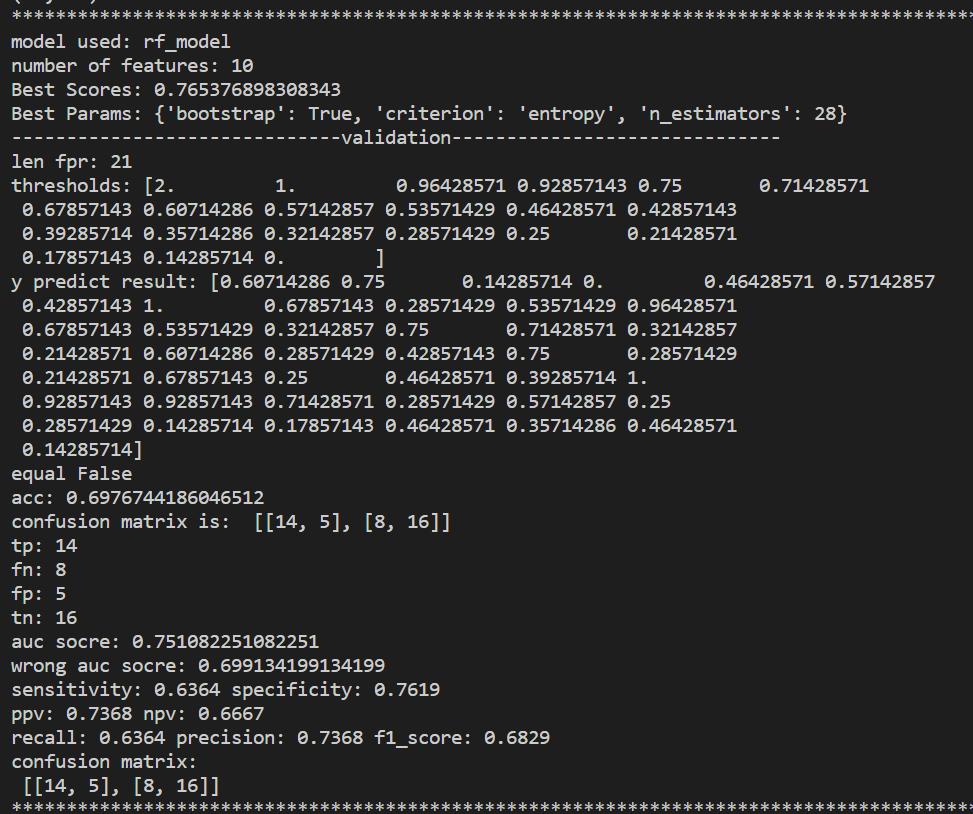 ****************************************************************************************
model used: rf_model
number of features: 10
Best Scores: 0.765376898308343
Best Params: {'bootstrap': True, 'criterion': 'entropy', 'n_estimators': 28}
------------------------------validation------------------------------
len fpr: 21
thresholds: [2.         1.         0.96428571 0.92857143 0.75       0.71428571
 0.67857143 0.60714286 0.57142857 0.53571429 0.46428571 0.42857143
 0.39285714 0.35714286 0.32142857 0.28571429 0.25       0.21428571
 0.17857143 0.14285714 0.        ]
y predict result: [0.60714286 0.75       0.14285714 0.         0.46428571 0.57142857
 0.42857143 1.         0.67857143 0.28571429 0.53571429 0.96428571
 0.67857143 0.53571429 0.32142857 0.75       0.71428571 0.32142857
 0.21428571 0.60714286 0.28571429 0.42857143 0.75       0.28571429
 0.21428571 0.67857143 0.25       0.46428571 0.39285714 1.
 0.92857143 0.92857143 0.71428571 0.28571429 0.57142857 0.25
 0.28571429 0.14285714 0.17857143 0.46428571 0.35714286 0.46428571
 0.14285714]
equal False
acc: 0.6976744186046512
confusion matrix is:  [[14, 5], [8, 16]]
tp: 14
fn: 8
fp: 5
tn: 16
auc socre: 0.751082251082251
wrong auc socre: 0.699134199134199
sensitivity: 0.6364 specificity: 0.7619
ppv: 0.7368 npv: 0.6667
recall: 0.6364 precision: 0.7368 f1_score: 0.6829
confusion matrix:
 [[14, 5], [8, 16]]
****************************************************************************************